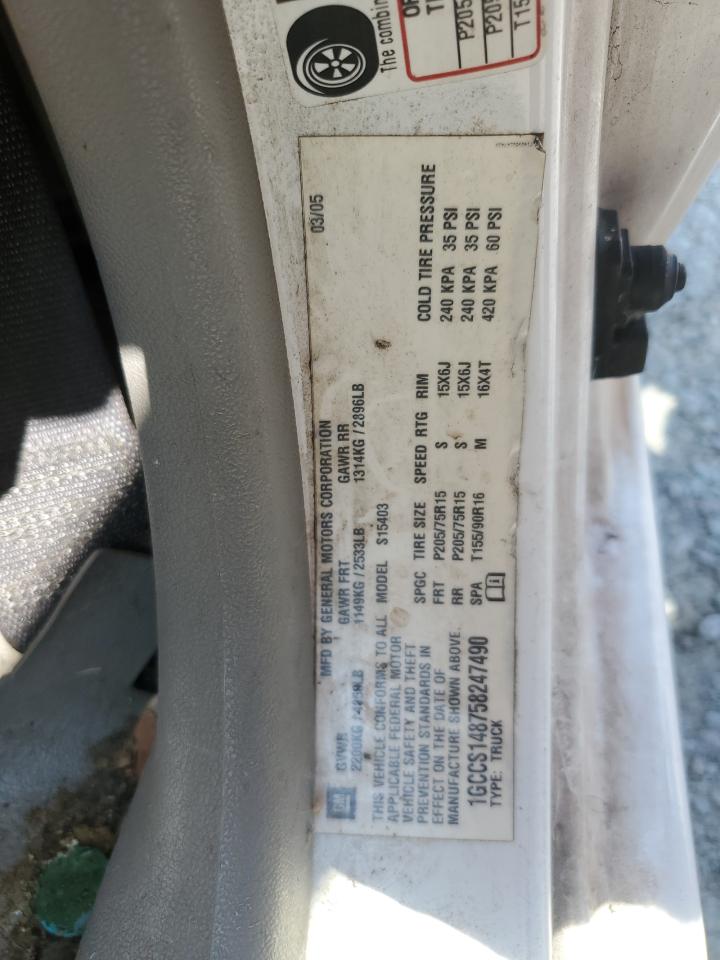 The combin
P205
P205
T15
03/05
GM
MFD BY GENERAL MOTORS CORPORATION
GVWR GAWR FRT GAWR RR
1149KG / 2533LB 1314KG / 2896LB
THIS VEHICLE CONFORMS TO ALL
APPLICABLE FEDERAL MOTOR
VEHICLE SAFETY AND THEFT
PREVENTION STANDARDS IN
EFFECT ON THE DATE OF
MANUFACTURE SHOWN ABOVE.
1GCCS148758247490
TYPE: TRUCK
MODEL S15403
SPGC TIRE SIZE SPEED RTG RIM COLD TIRE PRESSURE
FRT P205/75R15 S 15X6J 240 KPA 35 PSI
RR P205/75R15 S 15X6J 240 KPA 35 PSI
SPA T155/90R16 M 16X4T 420 KPA 60 PSI